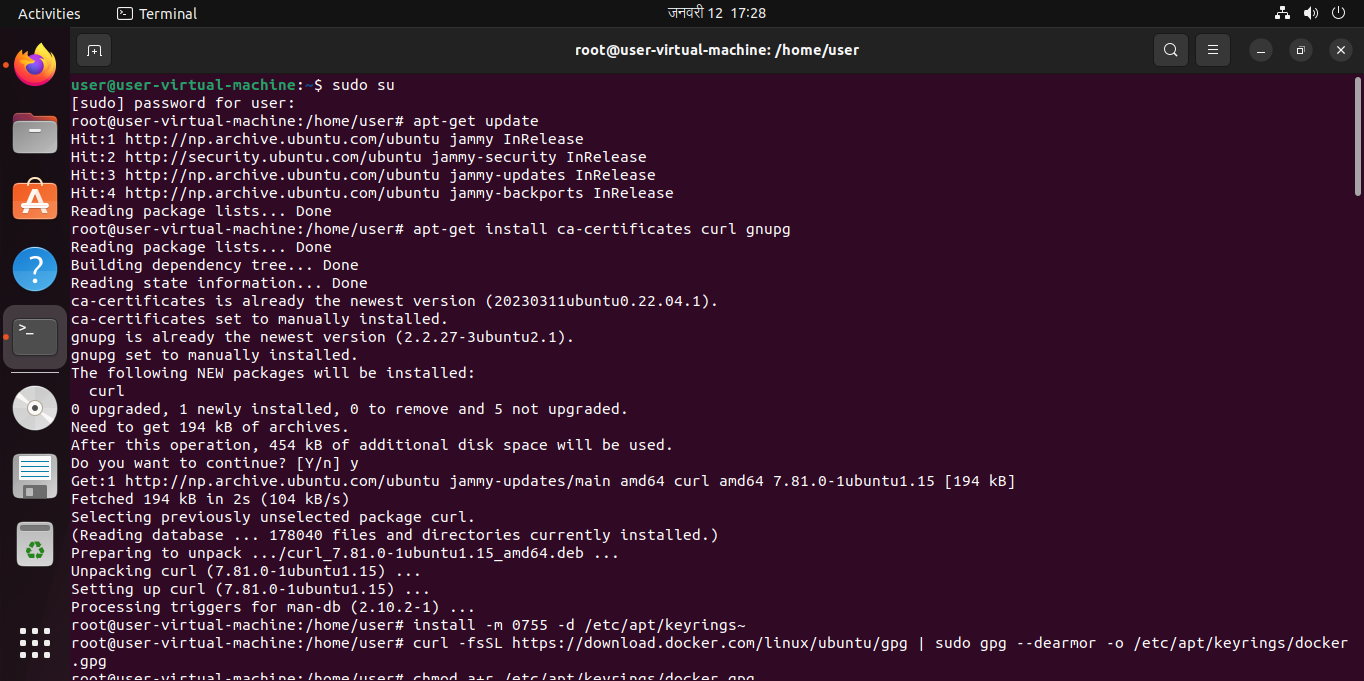 Activities
Terminal
जनवरी 12 17:28
root@user-virtual-machine: /home/user
user@user-virtual-machine:~$ sudo su
[sudo] password for user:
root@user-virtual-machine:/home/user# apt-get update
Hit:1 http://np.archive.ubuntu.com/ubuntu jammy InRelease
Hit:2 http://security.ubuntu.com/ubuntu jammy-security InRelease
Hit:3 http://np.archive.ubuntu.com/ubuntu jammy-updates InRelease
Hit:4 http://np.archive.ubuntu.com/ubuntu jammy-backports InRelease
Reading package lists... Done
root@user-virtual-machine:/home/user# apt-get install ca-certificates curl gnupg
Reading package lists... Done
Building dependency tree... Done
Reading state information... Done
ca-certificates is already the newest version (20230311ubuntu0.22.04.1).
ca-certificates set to manually installed.
gnupg is already the newest version (2.2.27-3ubuntu2.1).
gnupg set to manually installed.
The following NEW packages will be installed:
  curl
0 upgraded, 1 newly installed, 0 to remove and 5 not upgraded.
Need to get 194 kB of archives.
After this operation, 454 kB of additional disk space will be used.
Do you want to continue? [Y/n] y
Get:1 http://np.archive.ubuntu.com/ubuntu jammy-updates/main amd64 curl amd64 7.81.0-1ubuntu1.15 [194 kB]
Fetched 194 kB in 2s (104 kB/s)
Selecting previously unselected package curl.
(Reading database ... 178040 files and directories currently installed.)
Preparing to unpack .../curl_7.81.0-1ubuntu1.15_amd64.deb ...
Unpacking curl (7.81.0-1ubuntu1.15) ...
Setting up curl (7.81.0-1ubuntu1.15) ...
Processing triggers for man-db (2.10.2-1) ...
root@user-virtual-machine:/home/user# install -m 0755 -d /etc/apt/keyrings~
root@user-virtual-machine:/home/user# curl -fsSL https://download.docker.com/linux/ubuntu/gpg | sudo gpg --dearmor -o /etc/apt/keyrings/docker
.gpg
root@user-virtual-machine:/home/user# chmod a+r /etc/apt/keyrings/docker.gpg